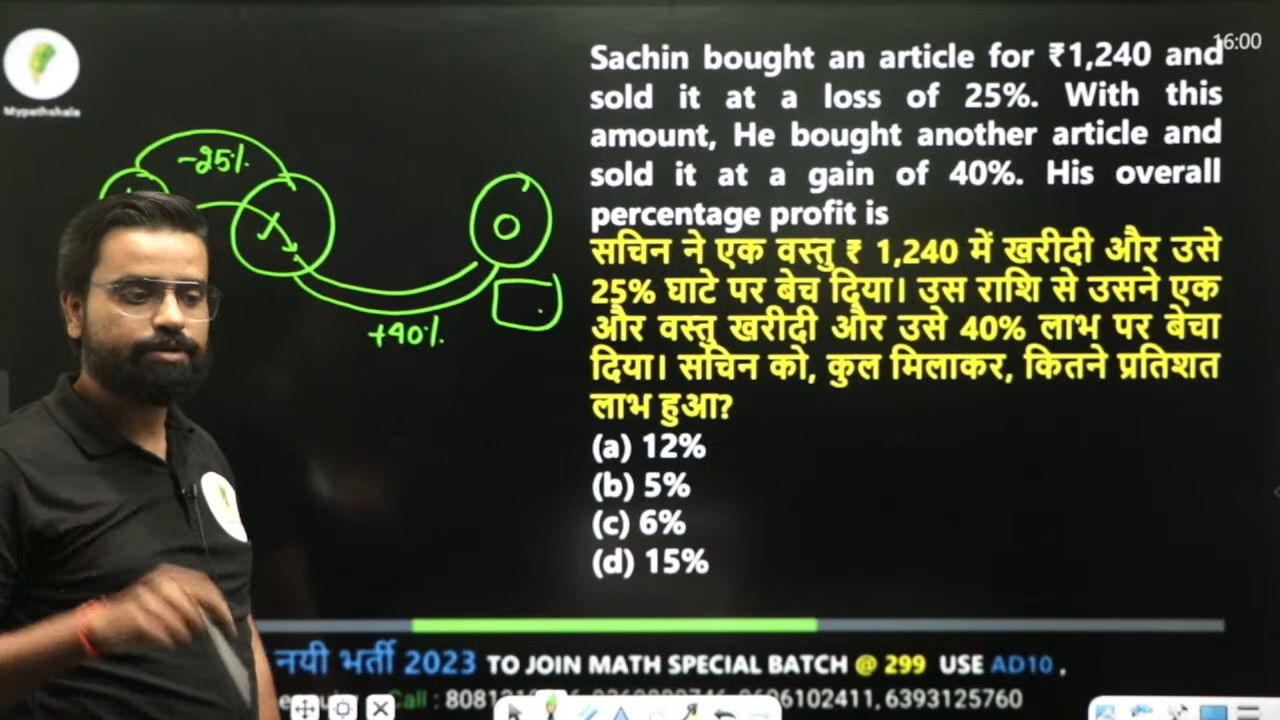 16:00
Mypathshala
Sachin bought an article for ₹1,240 and
sold it at a loss of 25%. With this
amount, He bought another article and
sold it at a gain of 40%. His overall
percentage profit is
सचिन ने एक वस्तु ₹ 1,240 में खरीदी और उसे
25% घाटे पर बेच दिया। उस राशि से उसने एक
और वस्तु खरीदी और उसे 40% लाभ पर बेचा
दिया। सचिन को, कुल मिलाकर, कितने प्रतिशत
लाभ हुआ?
(a) 12%
(b) 5%
(c) 6%
(d) 15%
-25%.
+40%.
नयी भर्ती 2023 TO JOIN MATH SPECIAL BATCH @ 299 USE AD10 ,
Call : 6393125760